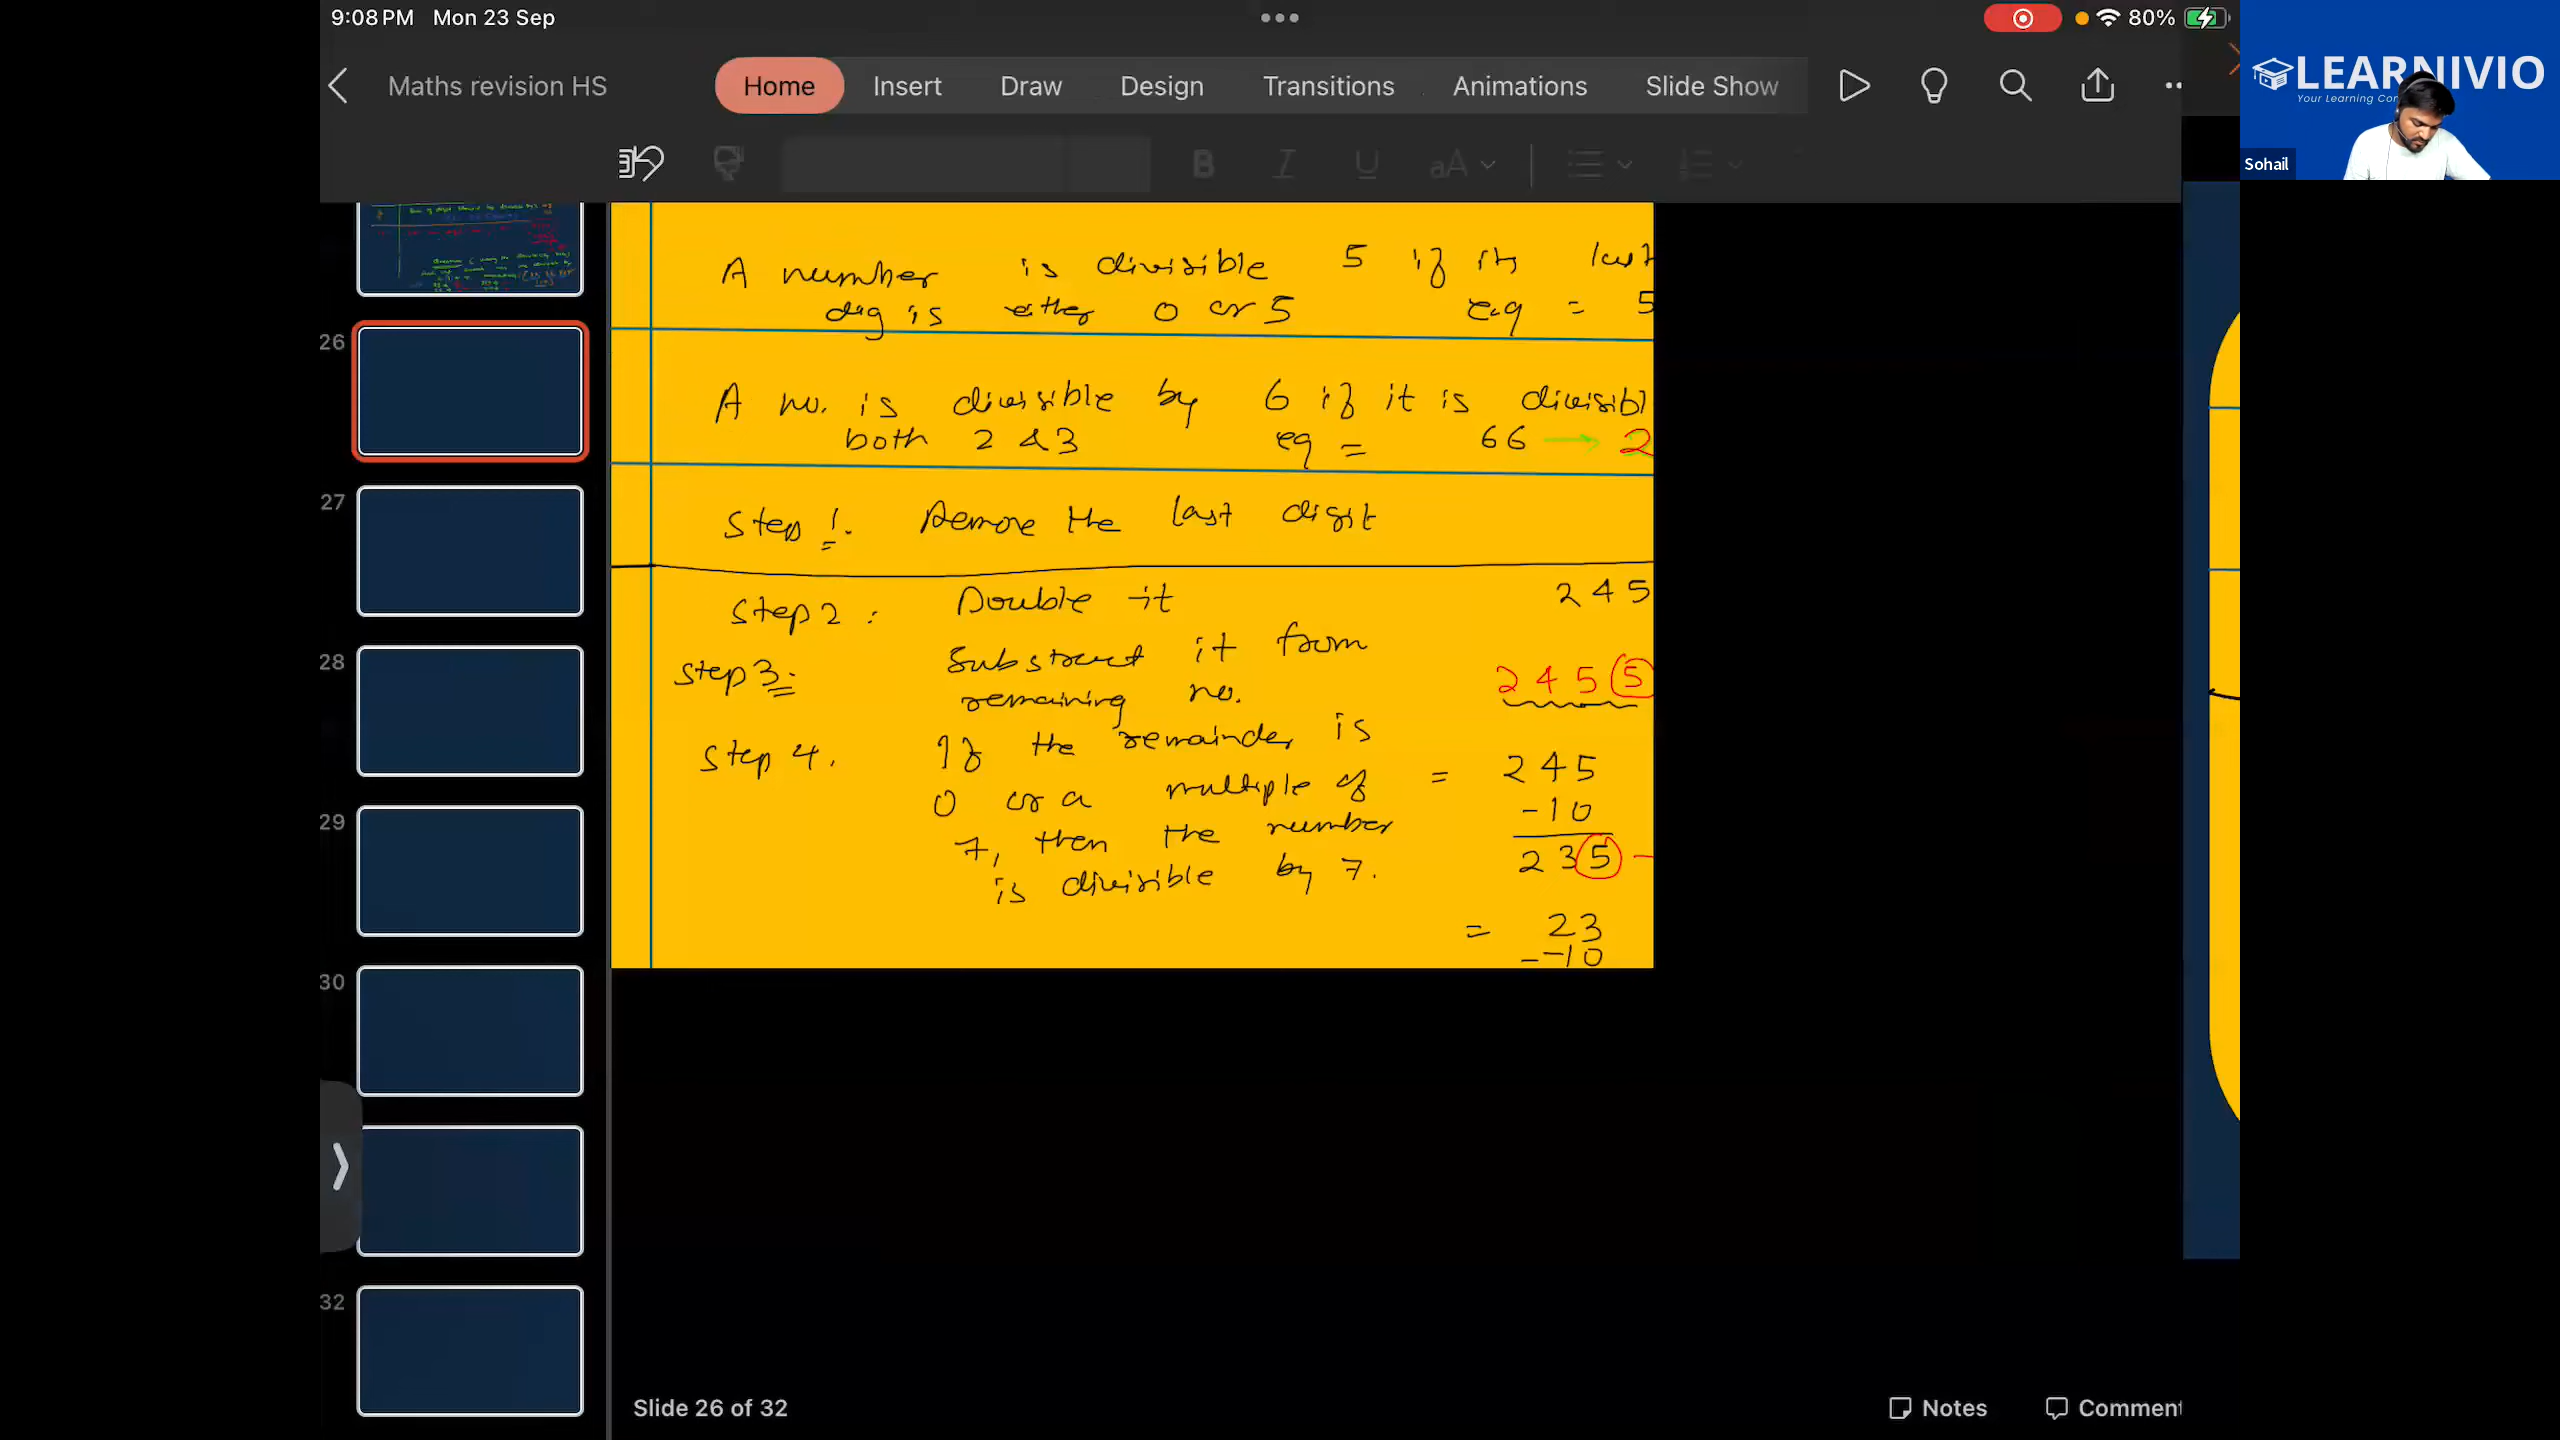 9:08 PM Mon 23 Sep
80%
Maths revision HS
Home Insert Draw Design Transitions Animations Slide Show
B I U aA
LEARNIVIO
Your Learning Co
Sohail
A number is divisible 5 if its last
dig is either 0 or 5 eg = 5
A no. is divisible by 6 if it is divisibl
both 2 & 3 eg = 66 → 2
Step 1. Remove the last digit
Step 2 : Double it 245
Step 3: Substract it from
remaining no. 2455
Step 4. If the remainder is
0 or a multiple of = 245
-10
7, then the number
is divisible by 7. 235 -
= 23
--10
26
27
28
29
30
32
Slide 26 of 32
Notes Comment